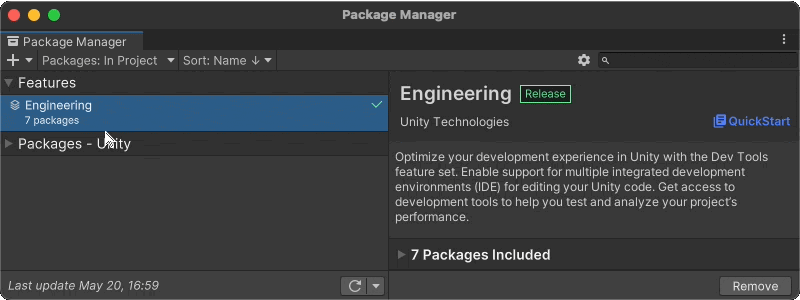 Package Manager
Package Manager
Packages: In Project
Sort: Name ↓
Features
Engineering
7 packages
Packages - Unity
Engineering
Release
Unity Technologies
QuickStart
Optimize your development experience in Unity with the Dev Tools
feature set. Enable support for multiple integrated development
environments (IDE) for editing your Unity code. Get access to
development tools to help you test and analyze your project's
performance.
7 Packages Included
Last update May 20, 16:59
Remove